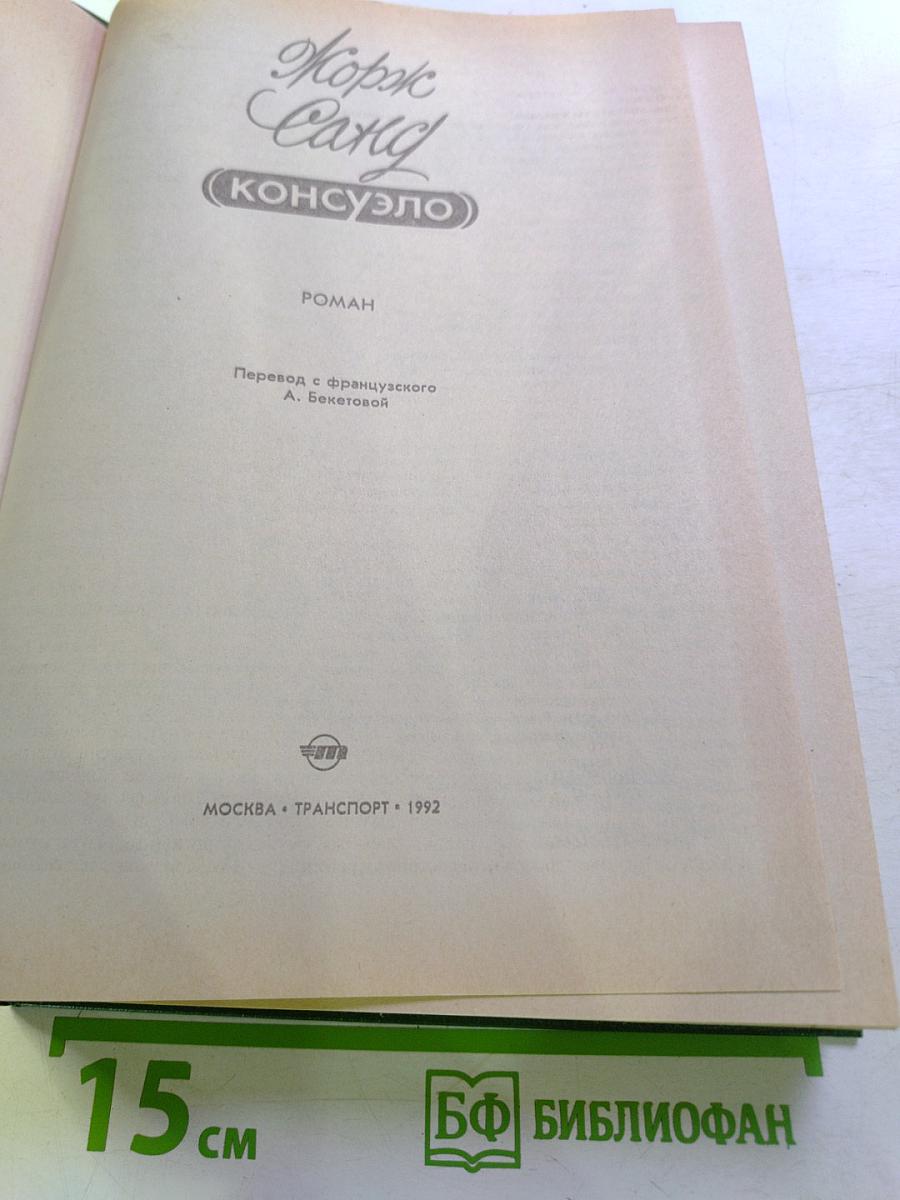 Жорж
Санд
КОНСУЭЛО
РОМАН
Перевод с французского
А. Бекетовой
МОСКВА • ТРАНСПОРТ • 1992
15 см
БФ БИБЛИОФАН